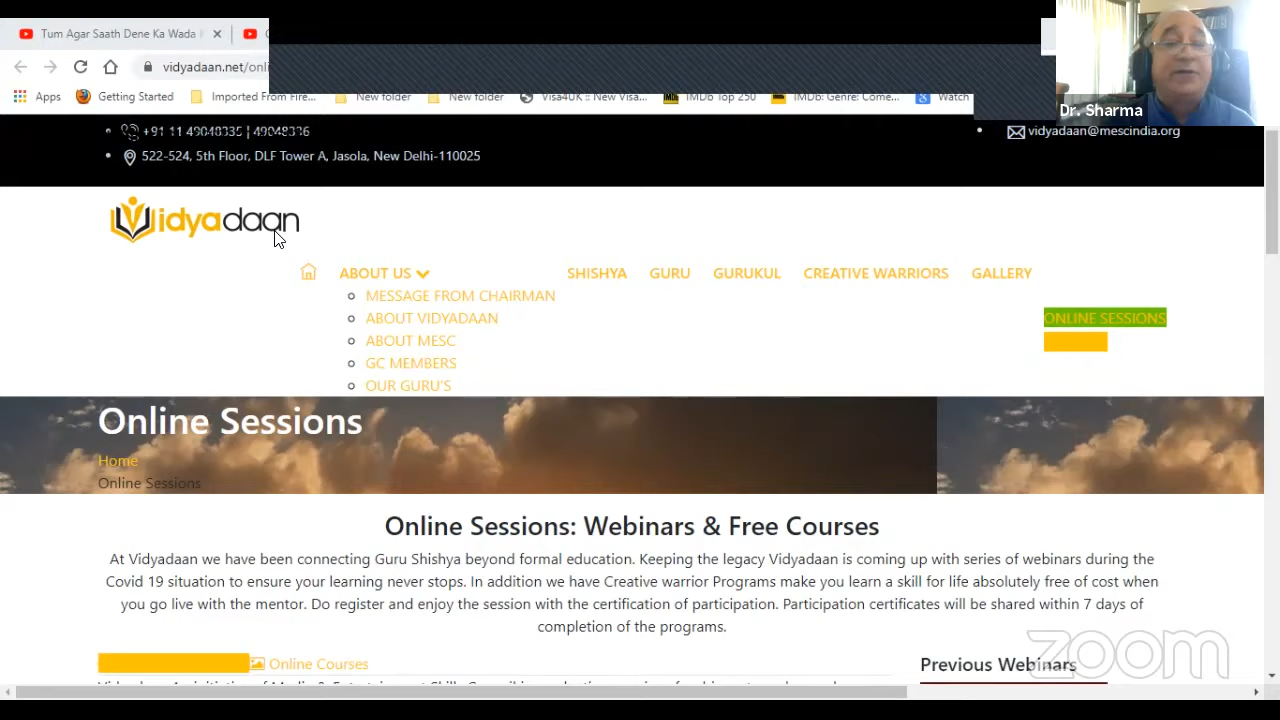 Tum Agar Saath Dene Ka Wada
vidyadaan.net/onli
Apps Getting Started Imported From Fire... New folder New folder Visa4UK :: New Visa... IMDb Top 250 IMDb: Genre: Come... Watch
Dr. Sharma
+91 11 49048335 | 49048336
vidyadaan@mescindia.org
522-524, 5th Floor, DLF Tower A, Jasola, New Delhi-110025
Vidyadaan
ABOUT US SHISHYA GURU GURUKUL CREATIVE WARRIORS GALLERY
MESSAGE FROM CHAIRMAN
ABOUT VIDYADAAN
ONLINE SESSIONS
ABOUT MESC
GC MEMBERS
OUR GURU'S
Online Sessions
Home
Online Sessions
Online Sessions: Webinars & Free Courses
At Vidyadaan we have been connecting Guru Shishya beyond formal education. Keeping the legacy Vidyadaan is coming up with series of webinars during the
Covid 19 situation to ensure your learning never stops. In addition we have Creative warrior Programs make you learn a skill for life absolutely free of cost when
you go live with the mentor. Do register and enjoy the session with the certification of participation. Participation certificates will be shared within 7 days of
completion of the programs.
Online Courses
Previous Webinars
zoom